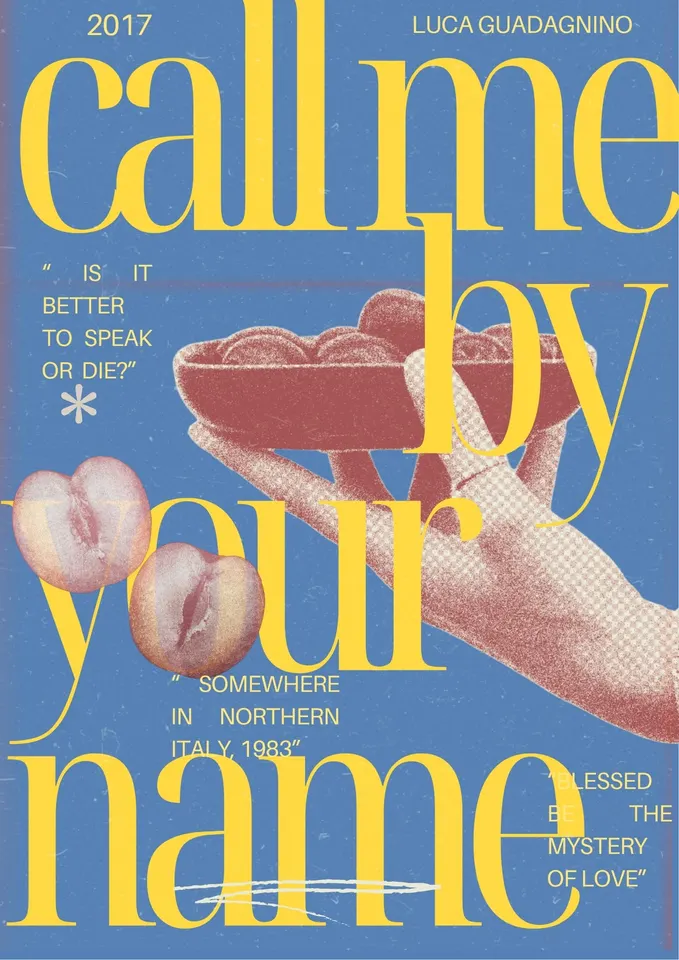 2017
LUCA GUADAGNINO
call me
by
“ IS IT
BETTER
TO SPEAK
OR DIE?”
*
your
“ SOMEWHERE
IN NORTHERN
ITALY, 1983”
name
“BLESSED
BE THE
MYSTERY
OF LOVE”